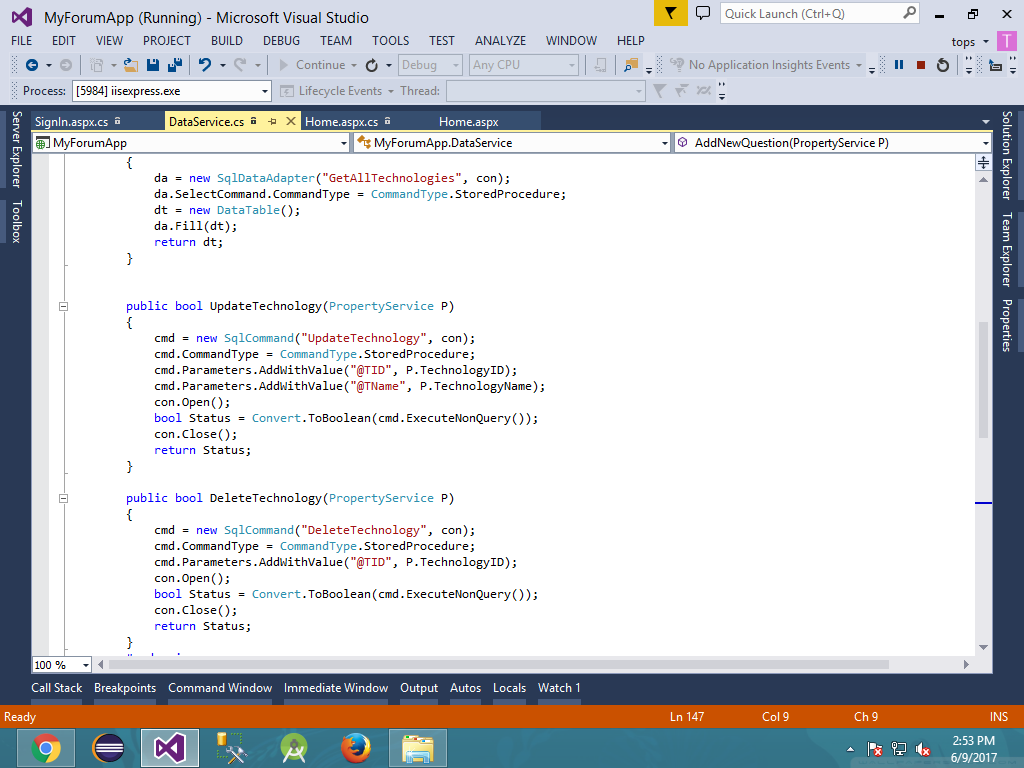 MyForumApp (Running) - Microsoft Visual Studio
Quick Launch (Ctrl+Q)
FILE EDIT VIEW PROJECT BUILD DEBUG TEAM TOOLS TEST ANALYZE WINDOW HELP tops T
Continue Debug Any CPU No Application Insights Events
Process: [5984] iisexpress.exe Lifecycle Events Thread:
SignIn.aspx.cs DataService.cs Home.aspx.cs Home.aspx
MyForumApp MyForumApp.DataService AddNewQuestion(PropertyService P)
Server Explorer
Toolbox
Solution Explorer
Team Explorer
Properties
{
da = new SqlDataAdapter("GetAllTechnologies", con);
da.SelectCommand.CommandType = CommandType.StoredProcedure;
dt = new DataTable();
da.Fill(dt);
return dt;
}
public bool UpdateTechnology(PropertyService P)
{
cmd = new SqlCommand("UpdateTechnology", con);
cmd.CommandType = CommandType.StoredProcedure;
cmd.Parameters.AddWithValue("@TID", P.TechnologyID);
cmd.Parameters.AddWithValue("@TName", P.TechnologyName);
con.Open();
bool Status = Convert.ToBoolean(cmd.ExecuteNonQuery());
con.Close();
return Status;
}
public bool DeleteTechnology(PropertyService P)
{
cmd = new SqlCommand("DeleteTechnology", con);
cmd.CommandType = CommandType.StoredProcedure;
cmd.Parameters.AddWithValue("@TID", P.TechnologyID);
con.Open();
bool Status = Convert.ToBoolean(cmd.ExecuteNonQuery());
con.Close();
return Status;
}
100 %
Call Stack Breakpoints Command Window Immediate Window Output Autos Locals Watch 1
Ready Ln 147 Col 9 Ch 9 INS
2:53 PM
6/9/2017